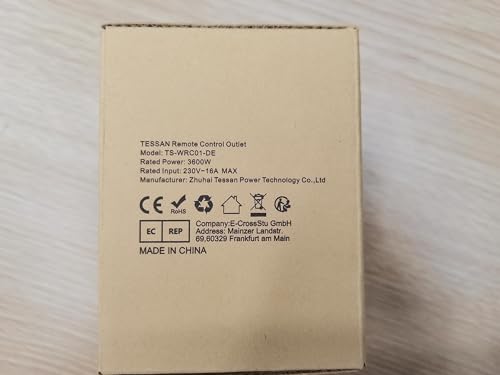 TESSAN Remote Control Outlet
Model: TS-WRC01-DE
Rated Power: 3600W
Rated Input: 230V~16A MAX
Manufacturer: Zhuhai Tessan Power Technology Co.,Ltd
CE
RoHS
EC REP
Company:E-CrossStu GmbH
Address: Mainzer Landstr.
69,60329 Frankfurt am Main
MADE IN CHINA